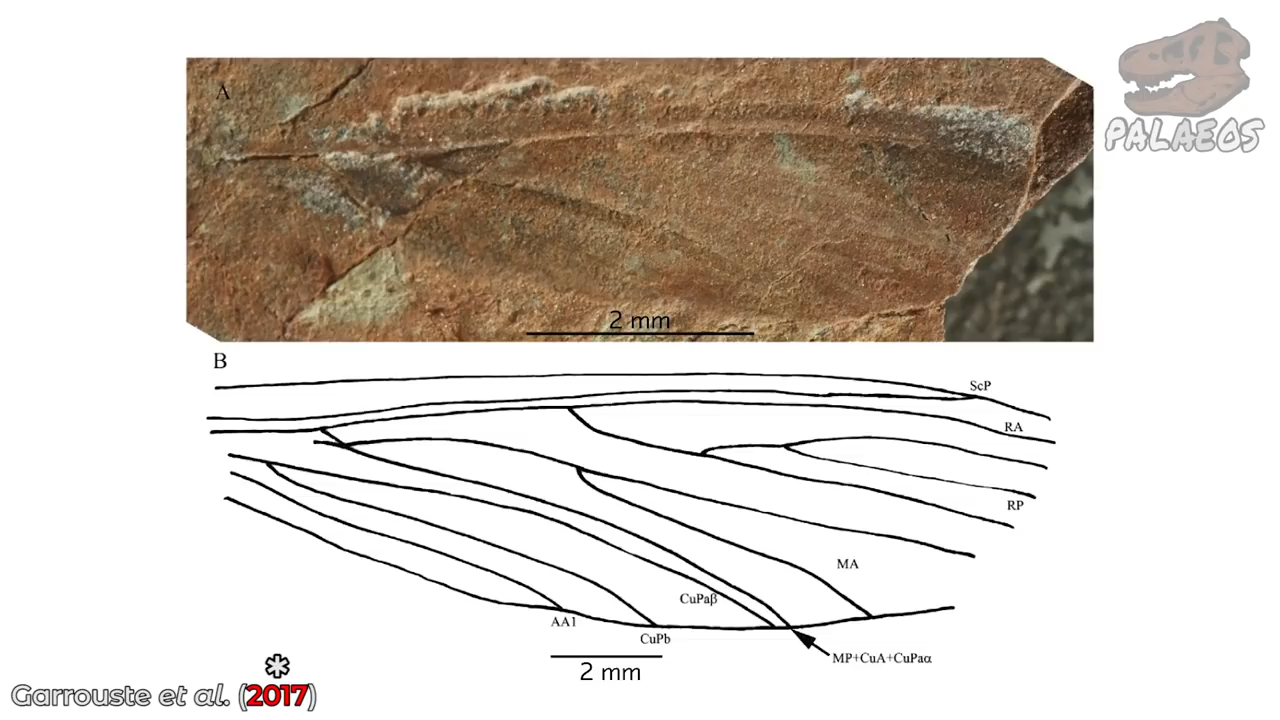 A
PALAEOS
2 mm
B
ScP
RA
RP
MA
CuPaβ
AA1
CuPb
MP+CuA+CuPaα
2 mm
*
Garrouste et al. (2017)